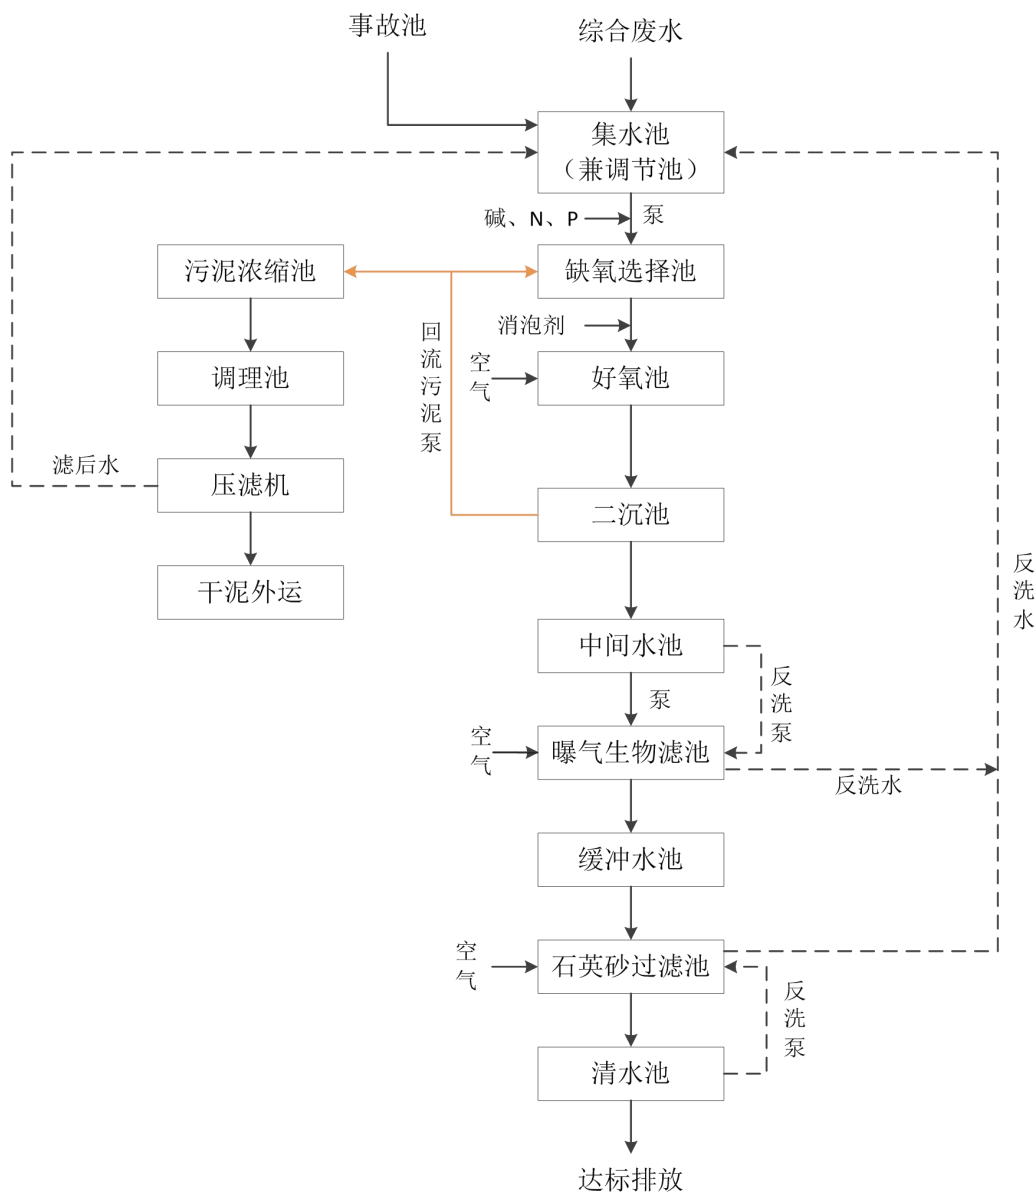 事故池
综合废水
集水池
（兼调节池）
碱、N、P
泵
污泥浓缩池
缺氧选择池
消泡剂
回流污泥泵
调理池
空气
好氧池
滤后水
压滤机
二沉池
干泥外运
反洗水
中间水池
反洗泵
泵
空气
曝气生物滤池
反洗水
缓冲水池
空气
石英砂过滤池
反洗泵
清水池
达标排放